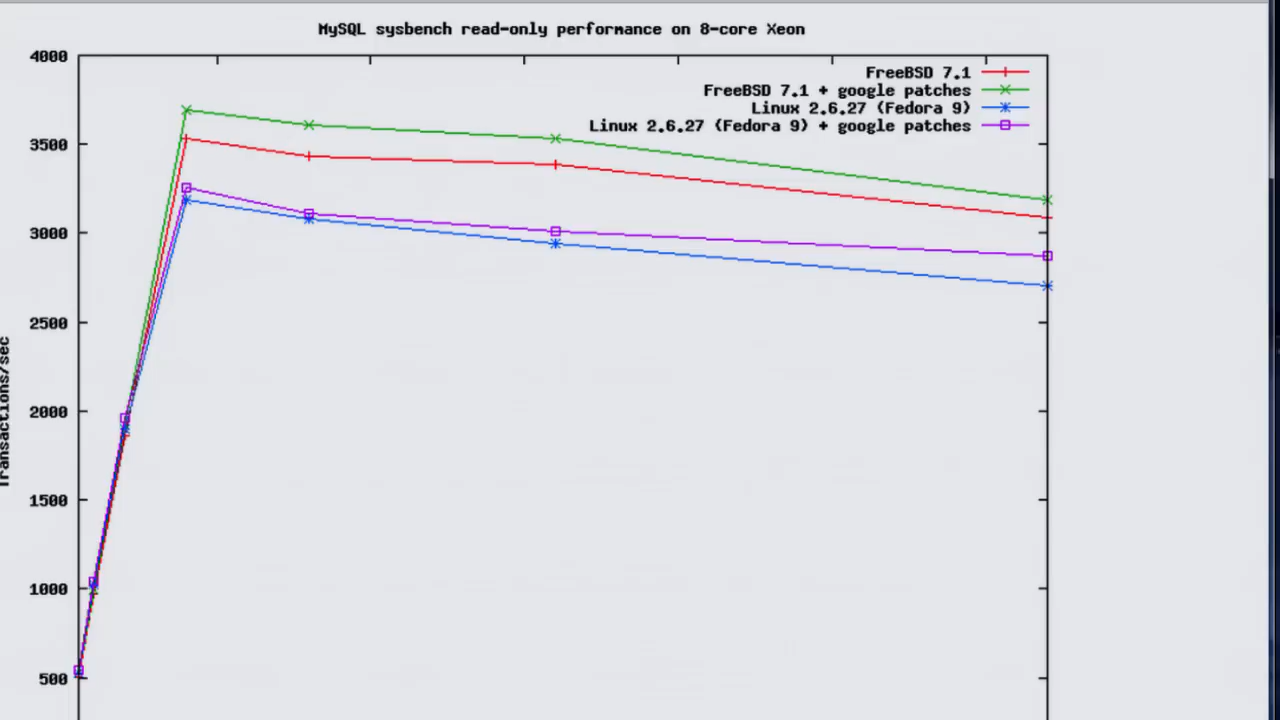 MySQL sysbench read-only performance on 8-core Xeon
4000
FreeBSD 7.1
FreeBSD 7.1 + google patches
Linux 2.6.27 (Fedora 9)
Linux 2.6.27 (Fedora 9) + google patches
3500
3000
2500
2000
1500
1000
500
Transactions/sec